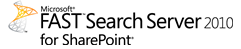 Microsoft®
FAST Search Server 2010
for SharePoint®